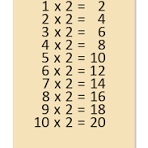 1 x 2 = 2
2 x 2 = 4
3 x 2 = 6
4 x 2 = 8
5 x 2 = 10
6 x 2 = 12
7 x 2 = 14
8 x 2 = 16
9 x 2 = 18
10 x 2 = 20